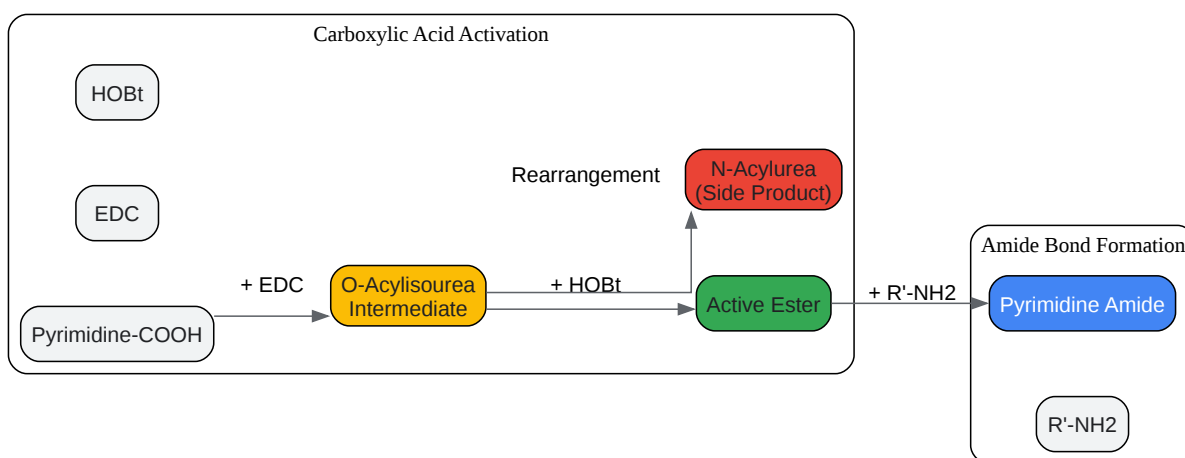 Carboxylic Acid Activation
HOBt
EDC
Pyrimidine-COOH
+ EDC
O-Acylisourea
Intermediate
Rearrangement
N-Acylurea
(Side Product)
+ HOBt
Active Ester
+ R'-NH2
Amide Bond Formation
Pyrimidine Amide
R'-NH2